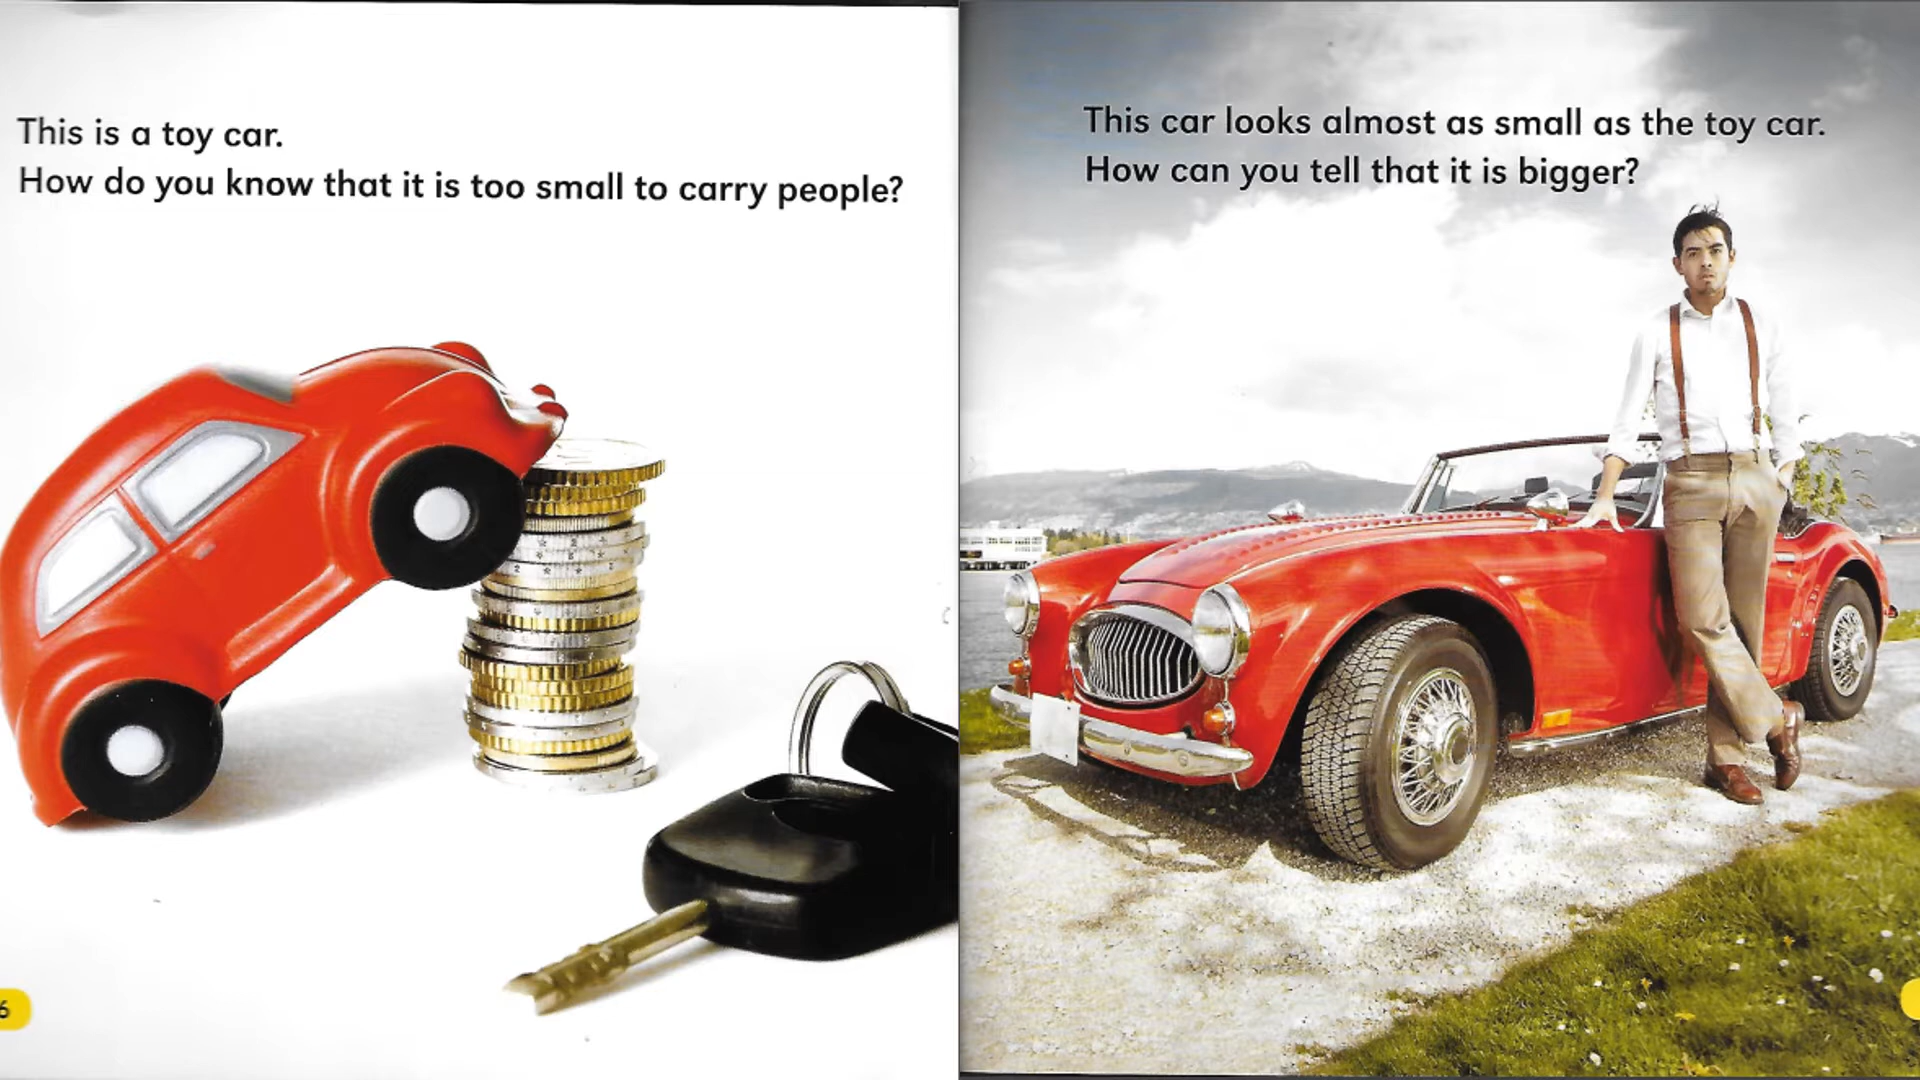 This is a toy car.
How do you know that it is too small to carry people?
6
This car looks almost as small as the toy car.
How can you tell that it is bigger?